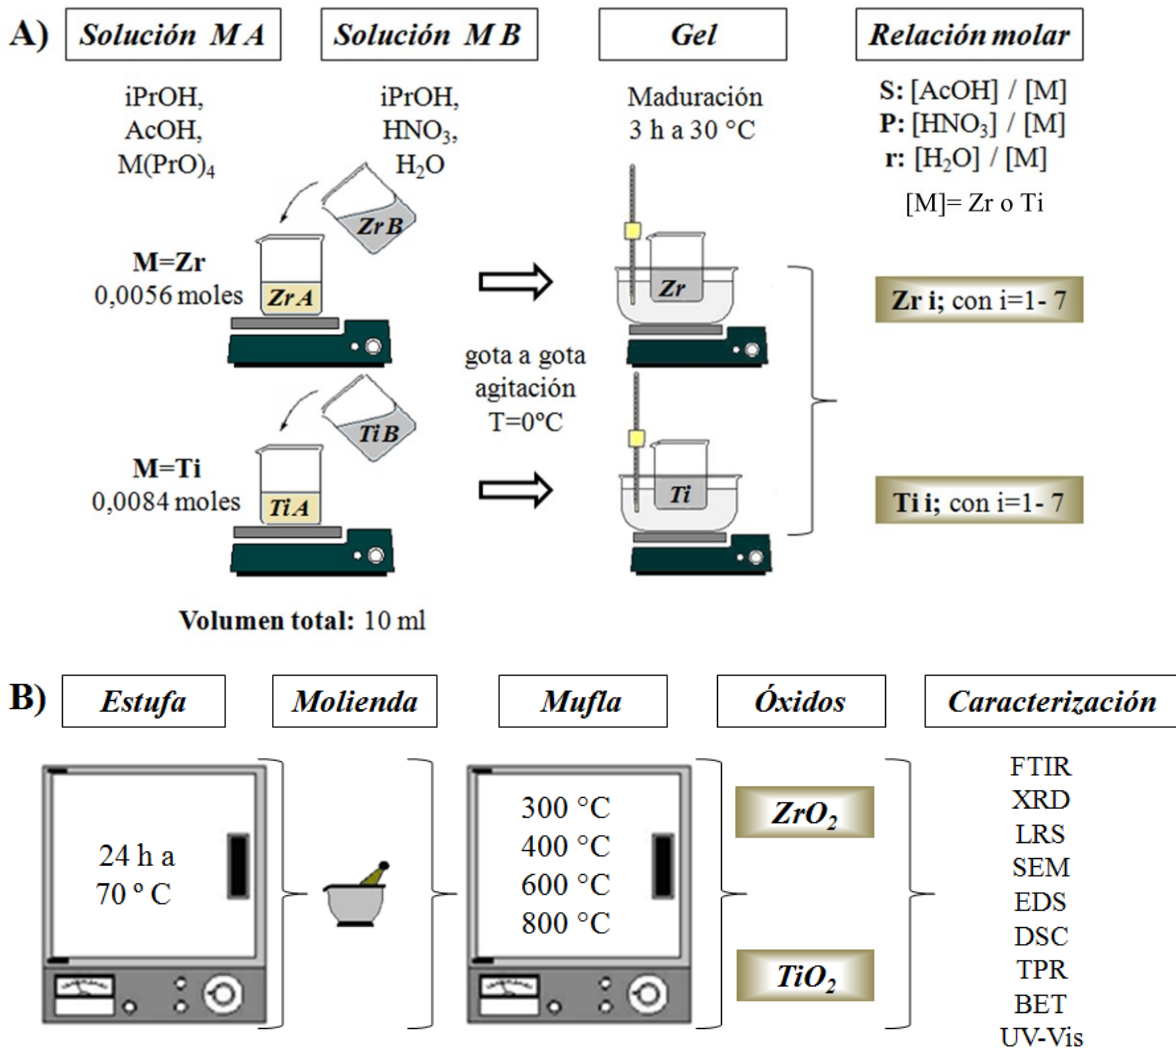 A)
Solución M A
Solución M B
Gel
Relación molar
iPrOH,
AcOH,
M(PrO)₄
iPrOH,
HNO₃,
H₂O
Maduración
3 h a 30 °C
S: [AcOH] / [M]
P: [HNO₃] / [M]
r: [H₂O] / [M]
[M]= Zr o Ti
M=Zr
0,0056 moles
Zr B
Zr A
Zr
Zr i; con i=1- 7
gota a gota
agitación
T=0ºC
M=Ti
0,0084 moles
Ti B
Ti A
Ti
Ti i; con i=1- 7
Volumen total: 10 ml
B)
Estufa
Molienda
Mufla
Óxidos
Caracterización
24 h a
70 º C
300 °C
400 °C
600 °C
800 °C
ZrO₂
TiO₂
FTIR
XRD
LRS
SEM
EDS
DSC
TPR
BET
UV-Vis